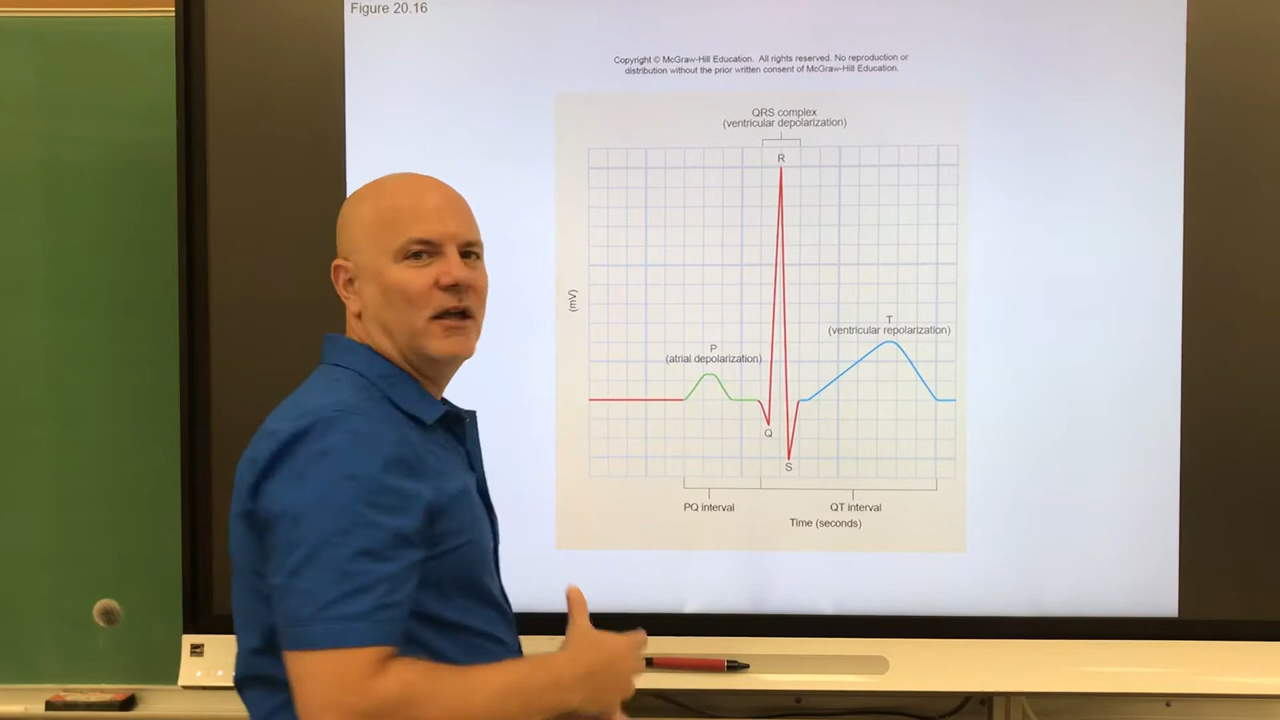 Figure 20.16
Copyright © McGraw-Hill Education. All rights reserved. No reproduction or
distribution without the prior written consent of McGraw-Hill Education.
QRS complex
(ventricular depolarization)
R
T
(ventricular repolarization)
P
(atrial depolarization)
(mV)
Q
S
PQ interval
QT interval
Time (seconds)